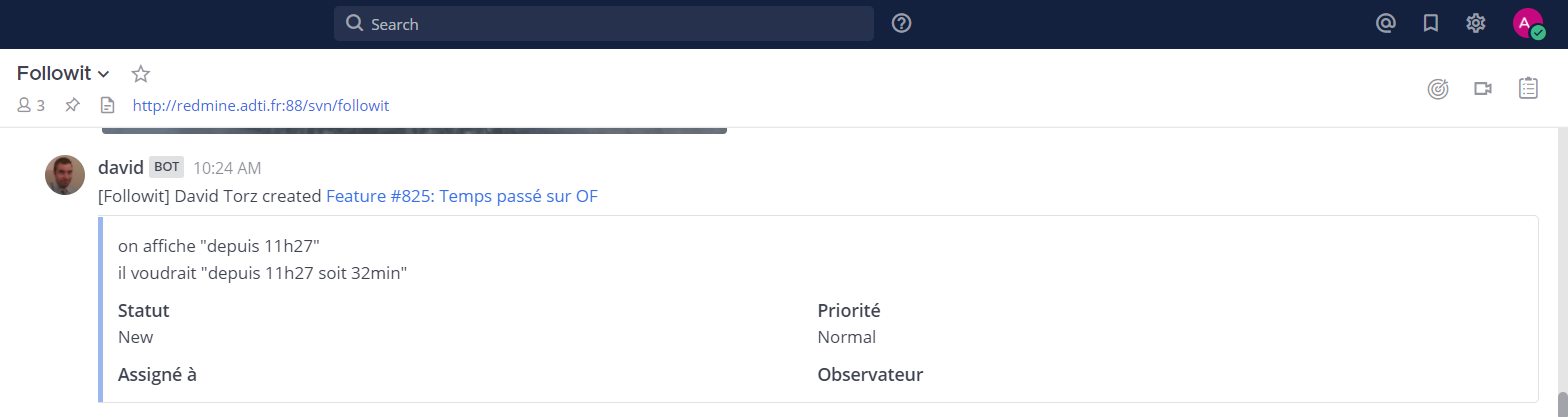 Search
A
Followit
3
http://redmine.adti.fr:88/svn/followit
david BOT 10:24 AM
[Followit] David Torz created Feature #825: Temps passé sur OF
on affiche "depuis 11h27"
il voudrait "depuis 11h27 soit 32min"
Statut Priorité
New Normal
Assigné à Observateur